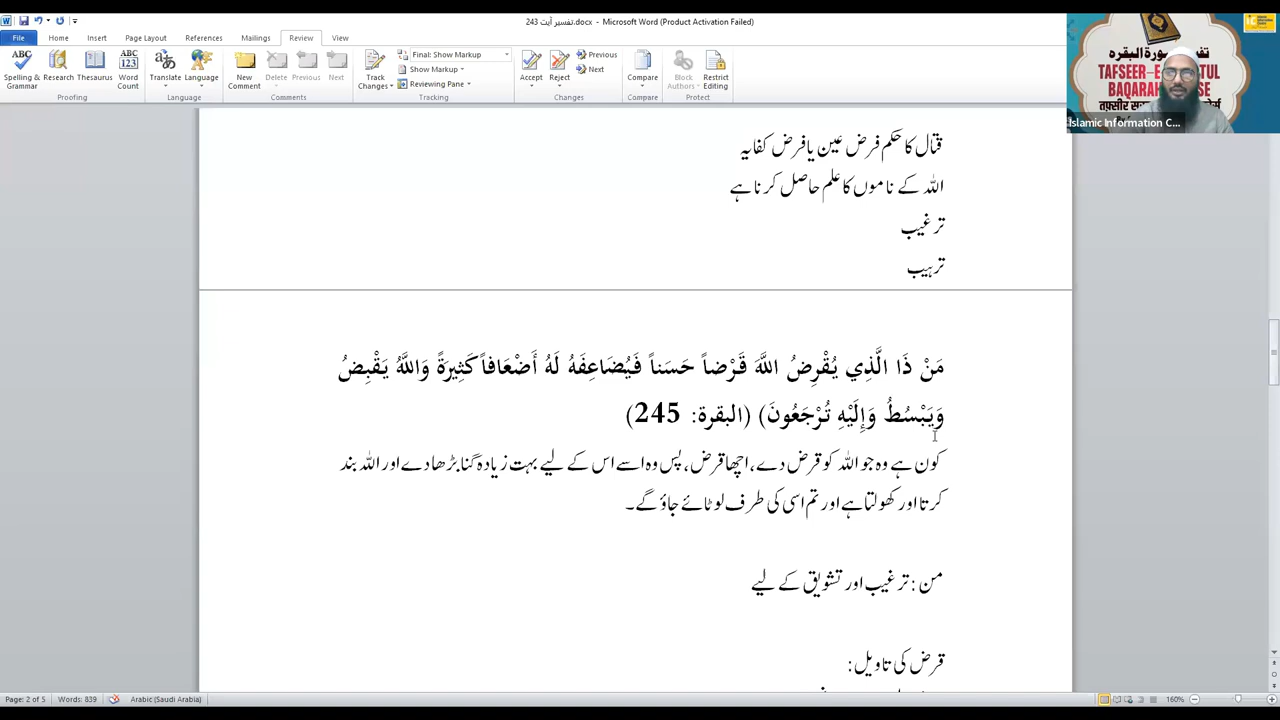 تفسیر آیت 243.docx - Microsoft Word (Product Activation Failed)
File Home Insert Page Layout References Mailings Review View
Spelling & Grammar Research Thesaurus Word Count Translate Language New Comment Delete Previous Next Track Changes Final: Show Markup Show Markup Reviewing Pane Accept Reject Previous Next Compare Block Authors Restrict Editing
Proofing Language Comments Tracking Changes Compare Protect
TAFSEER-E
TUL
BAQARAH
SE
Islamic Information C...
قتال کا حکم فرض عین یا فرض کفایہ
اللہ کے ناموں کا علم حاصل کرنا ہے
ترغیب
ترہیب
مَنْ ذَا الَّذِي يُقْرِضُ اللَّهَ قَرْضاً حَسَناً فَيُضَاعِفَهُ لَهُ أَضْعَافاً كَثِيرَةً وَاللَّهُ يَقْبِضُ
وَيَبْسُطُ وَإِلَيْهِ تُرْجَعُونَ) (البقرة: 245)
کون ہے وہ جو اللہ کو قرض دے، اچھا قرض، پس وہ اسے اس کے لیے بہت زیادہ گنا بڑھا دے اور اللہ بند
کرتا اور کھولتا ہے اور تم اسی کی طرف لوٹائے جاؤ گے۔
من : ترغیب اور تشویق کے لیے
قرض کی تاویل :
Page: 2 of 5 Words: 839 Arabic (Saudi Arabia) 160%